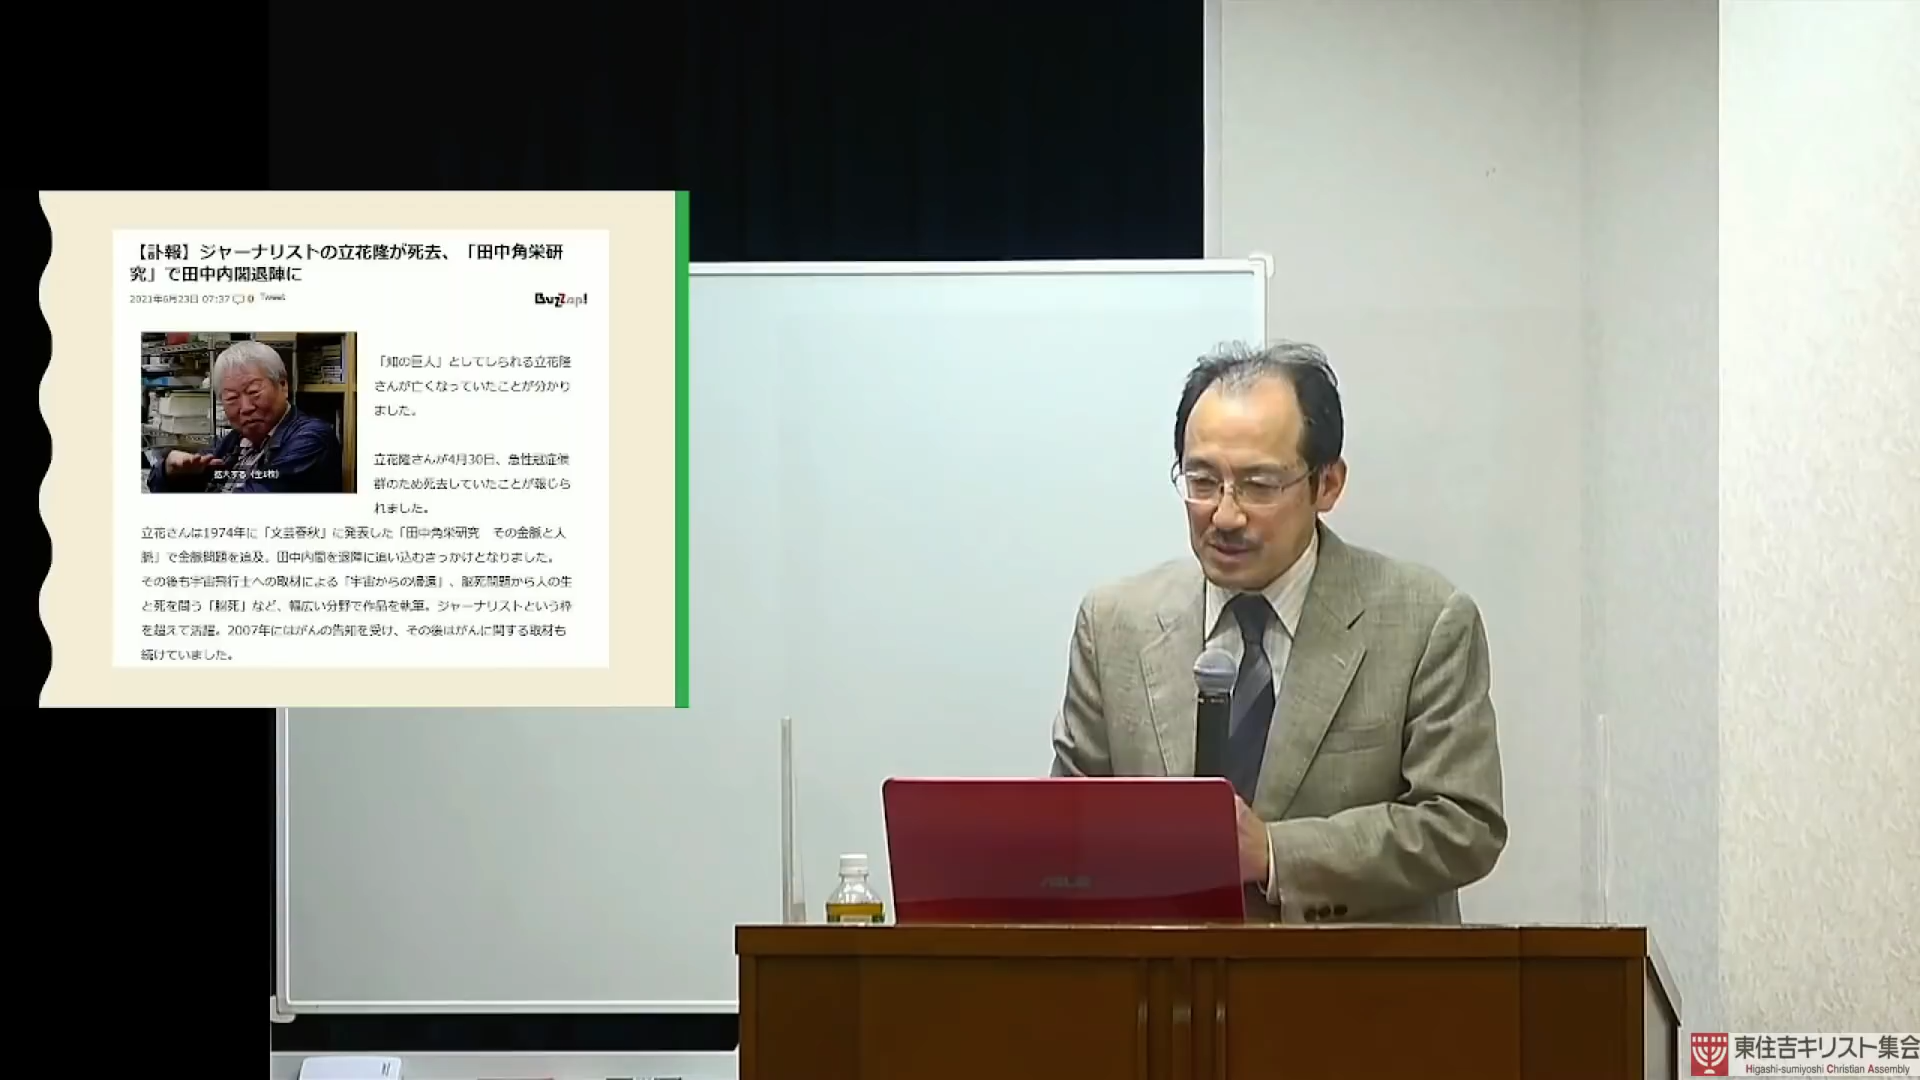 【訃報】ジャーナリストの立花隆が死去、「田中角栄研
究」で田中内閣退陣に
2021年6月23日 07:37 0 Tweet
BuzZap!
「知の巨人」としてしられる立花隆
さんが亡くなっていたことが分かり
ました。
立花隆さんが4月30日、急性冠症候
群のため死去していたことが報じら
れました。
拡大する（全1枚）
立花さんは1974年に「文芸春秋」に発表した「田中角栄研究　その金脈と人
脈」で金脈問題を追及。田中内閣を退陣に追い込むきっかけとなりました。
その後も宇宙飛行士への取材による「宇宙からの帰還」、脳死問題から人の生
と死を問う「脳死」など、幅広い分野で作品を執筆。ジャーナリストという枠
を超えて活躍。2007年にはがんの告知を受け、その後はがんに関する取材も
続けていました。
ASUS
東住吉キリスト集会
Higashi-sumiyoshi Christian Assembly